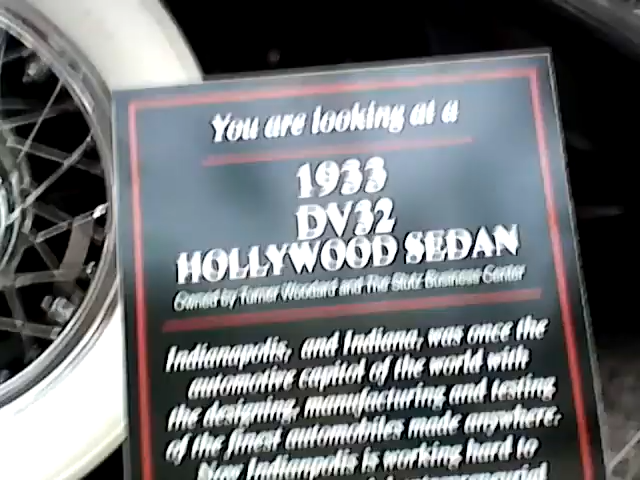 You are looking at a
1933
DV32
HOLLYWOOD SEDAN
Owned by Turner Woodard and The Stutz Business Center
Indianapolis, and Indiana, was once the
automotive capitol of the world with
the designing, manufacturing and testing
of the finest automobiles made anywhere.
Now Indianapolis is working hard to
entrepreneurial